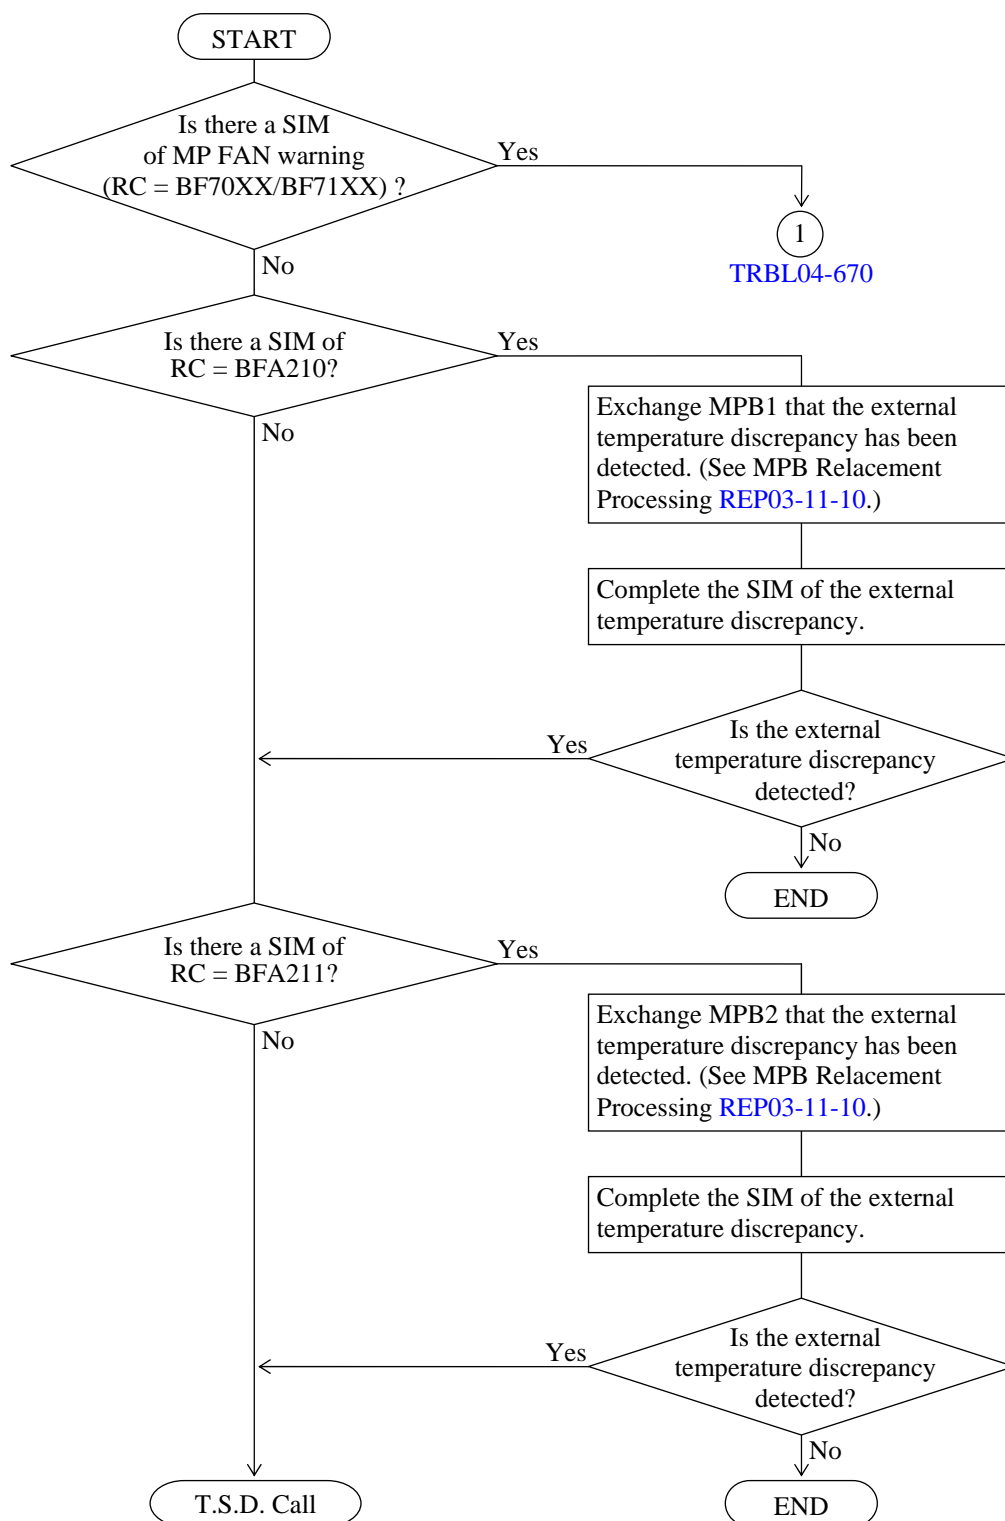 START
Is there a SIM
of MP FAN warning
(RC = BF70XX/BF71XX) ?
Yes
1
TRBL04-670
No
Is there a SIM of
RC = BFA210?
Yes
No
Exchange MPB1 that the external
temperature discrepancy has been
detected. (See MPB Relacement
Processing REP03-11-10.)
Complete the SIM of the external
temperature discrepancy.
Is the external
temperature discrepancy
detected?
Yes
No
END
Is there a SIM of
RC = BFA211?
Yes
No
Exchange MPB2 that the external
temperature discrepancy has been
detected. (See MPB Relacement
Processing REP03-11-10.)
Complete the SIM of the external
temperature discrepancy.
Is the external
temperature discrepancy
detected?
Yes
No
T.S.D. Call
END